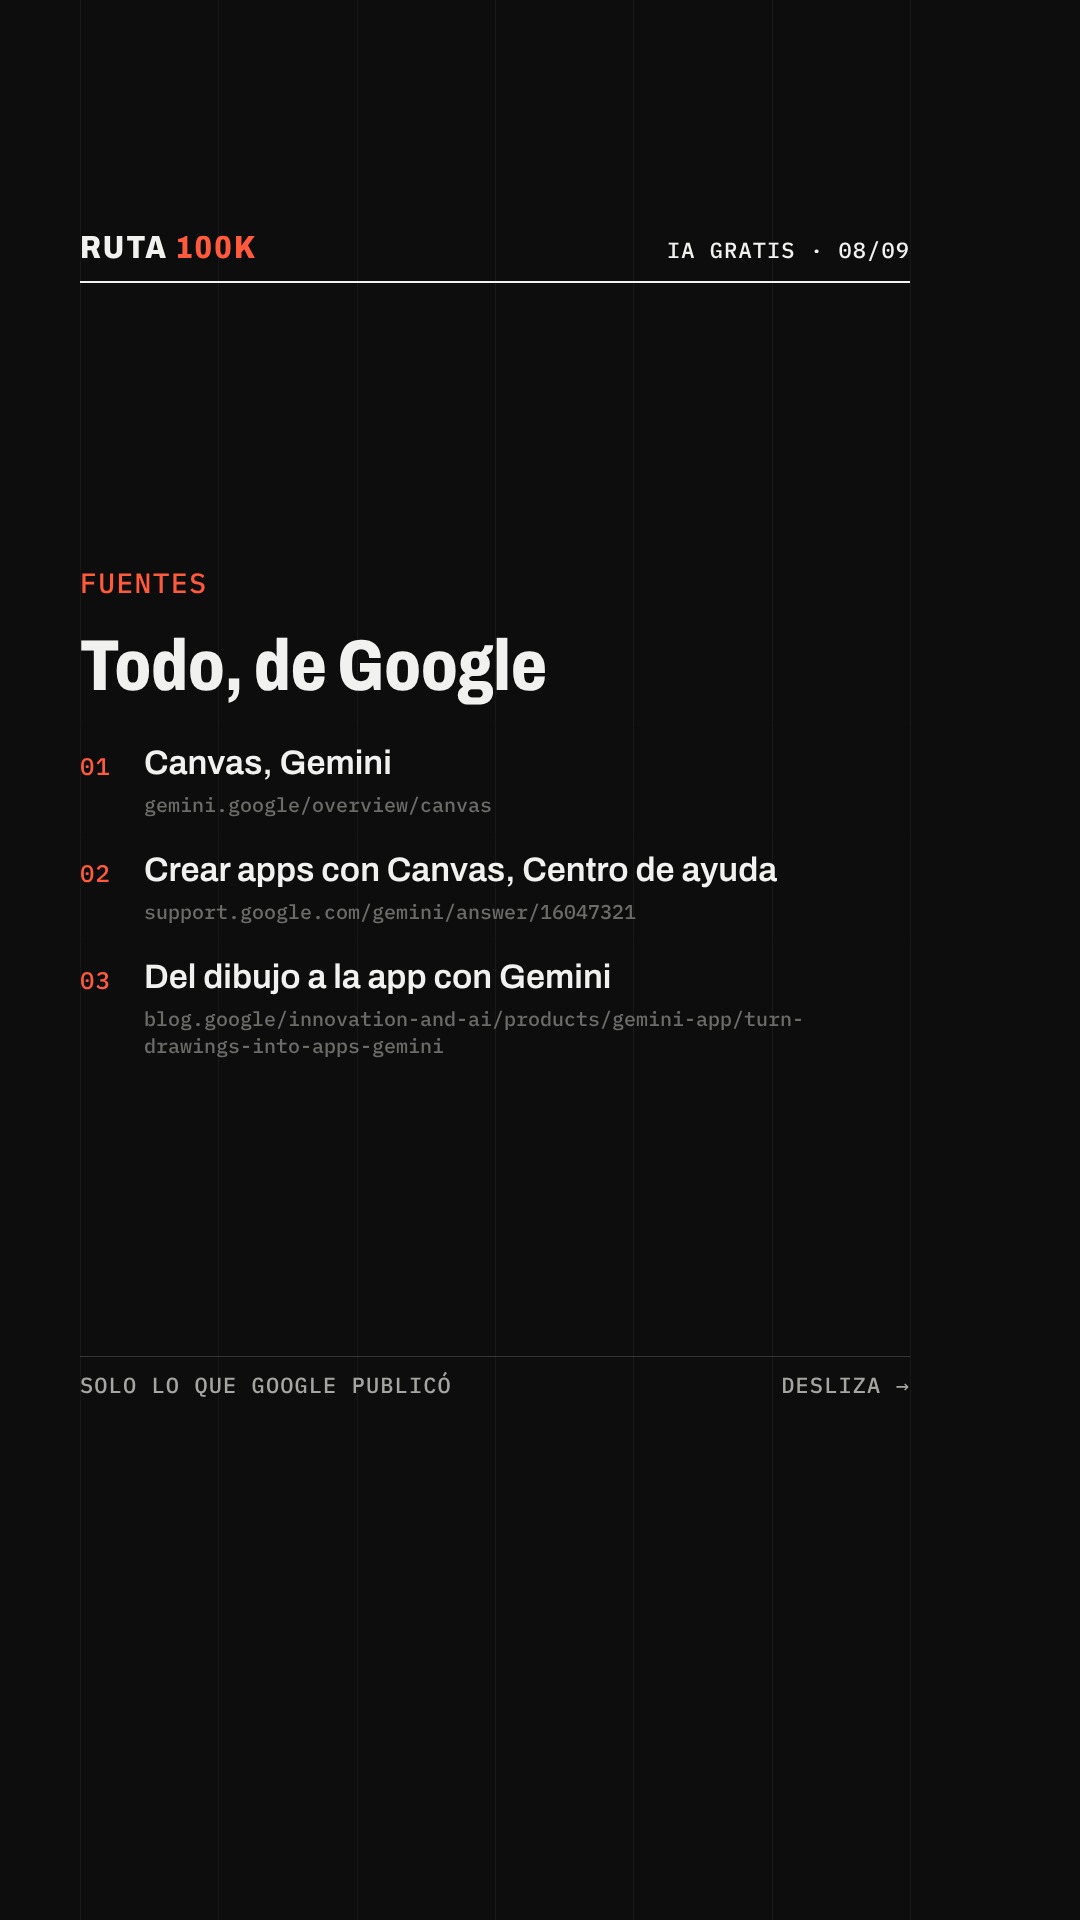 RUTA 100K
IA GRATIS · 08/09
FUENTES
Todo, de Google
01 Canvas, Gemini
gemini.google/overview/canvas
02 Crear apps con Canvas, Centro de ayuda
support.google.com/gemini/answer/16047321
03 Del dibujo a la app con Gemini
blog.google/innovation-and-ai/products/gemini-app/turn-
drawings-into-apps-gemini
SOLO LO QUE GOOGLE PUBLICÓ
DESLIZA →